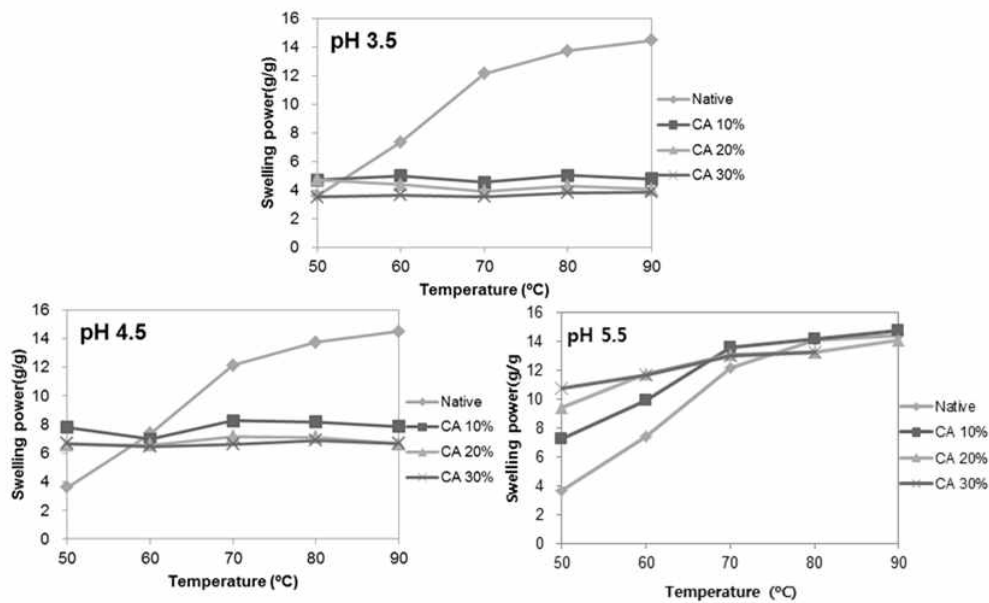 pH 3.5
Swelling power(g/g)
16
14
12
10
8
6
4
2
0
50 60 70 80 90
Temperature (ºC)
Native
CA 10%
CA 20%
CA 30%
pH 4.5
Swelling power(g/g)
16
14
12
10
8
6
4
2
0
50 60 70 80 90
Temperature (ºC)
Native
CA 10%
CA 20%
CA 30%
pH 5.5
Swelling power(g/g)
16
14
12
10
8
6
4
2
0
50 60 70 80 90
Temperature (ºC)
Native
CA 10%
CA 20%
CA 30%